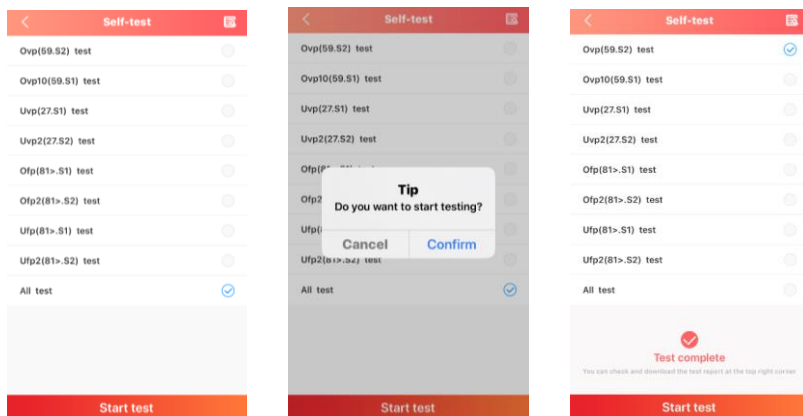 Self-test
Ovp(59.S2) test
Ovp10(59.S1) test
Uvp(27.S1) test
Uvp2(27.S2) test
Ofp(81>.S1) test
Ofp2(81>.S2) test
Ufp(81>.S1) test
Ufp2(81>.S2) test
All test
Start test
Self-test
Ovp(59.S2) test
Ovp10(59.S1) test
Uvp(27.S1) test
Uvp2(27.S2) test
Tip
Do you want to start testing?
Cancel
Confirm
Ufp2(81>.S2) test
All test
Start test
Self-test
Ovp(59.S2) test
Ovp10(59.S1) test
Uvp(27.S1) test
Uvp2(27.S2) test
Ofp(81>.S1) test
Ofp2(81>.S2) test
Ufp(81>.S1) test
Ufp2(81>.S2) test
All test
Test complete
You can check and download the test report at the top right corner
Start test